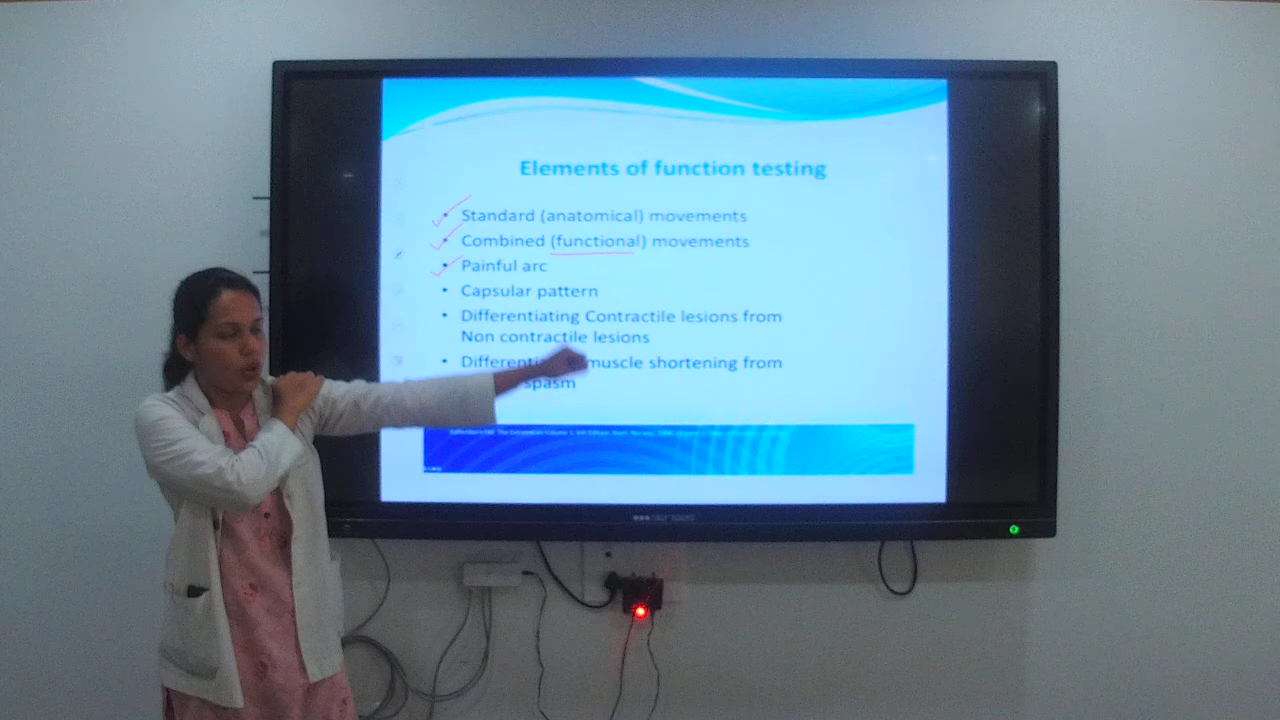 Elements of function testing
• Standard (anatomical) movements
• Combined (functional) movements
• Painful arc
• Capsular pattern
• Differentiating Contractile lesions from
Non contractile lesions
• Differenti muscle shortening from
spasm